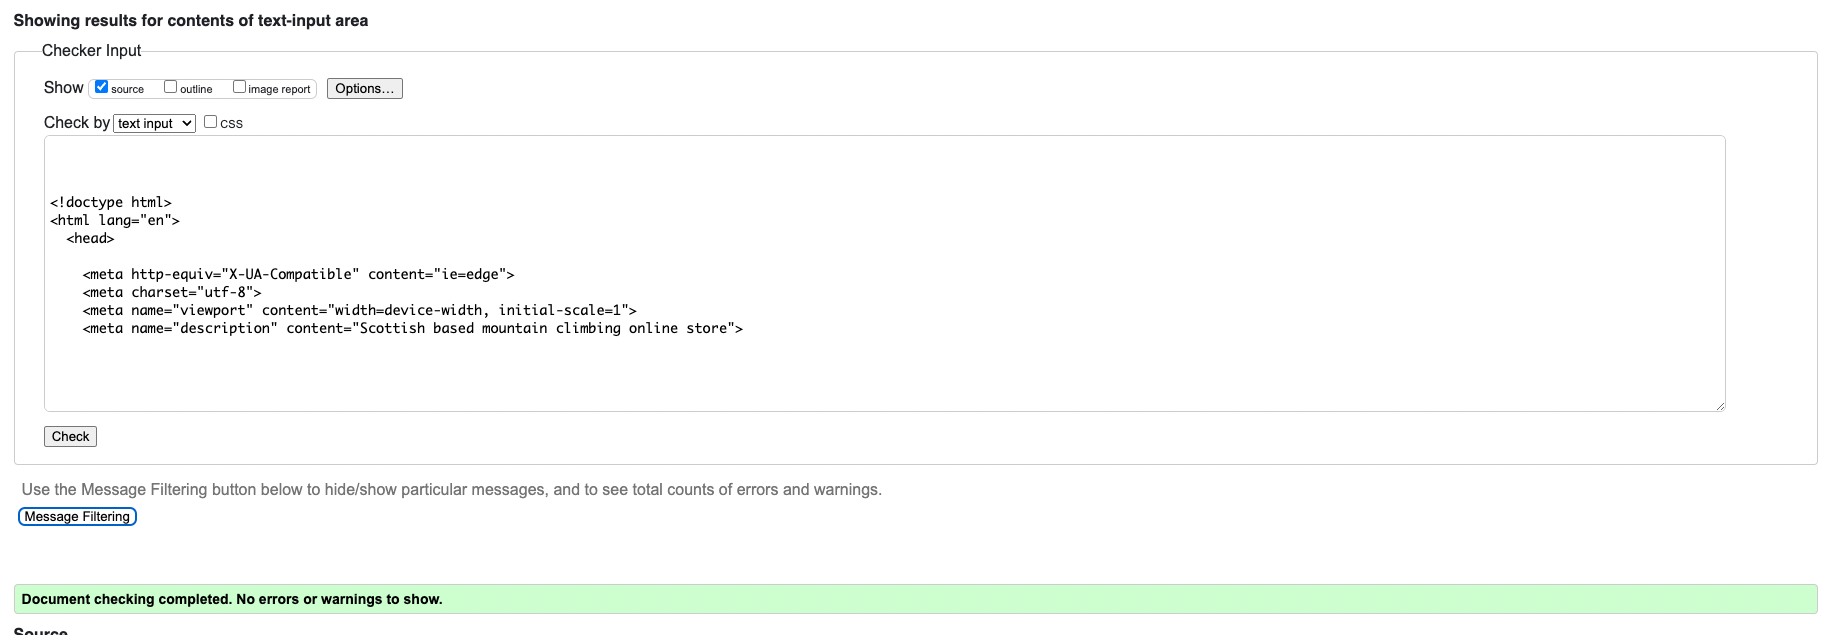 Showing results for contents of text-input area
Checker Input
Show source outline image report Options...
Check by text input CSS
<!doctype html>
<html lang="en">
  <head>
    <meta http-equiv="X-UA-Compatible" content="ie=edge">
    <meta charset="utf-8">
    <meta name="viewport" content="width=device-width, initial-scale=1">
    <meta name="description" content="Scottish based mountain climbing online store">
Check
Use the Message Filtering button below to hide/show particular messages, and to see total counts of errors and warnings.
Message Filtering
Document checking completed. No errors or warnings to show.
Source